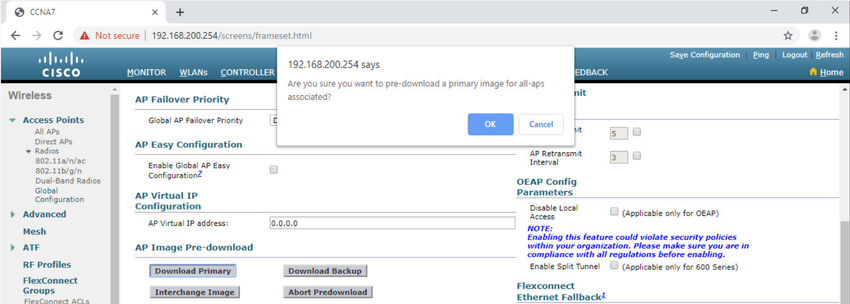 CCNA7
Not secure | 192.168.200.254/screens/frameset.html
Save Configuration | Ping | Logout | Refresh
CISCO
MONITOR WLANs CONTROLLER
FEEDBACK
Home
192.168.200.254 says
Are you sure you want to pre-download a primary image for all-aps
associated?
OK Cancel
Wireless
Access Points
All APs
Direct APs
Radios
802.11a/n/ac
802.11b/g/n
Dual-Band Radios
Global
Configuration
Advanced
Mesh
ATF
RF Profiles
FlexConnect
Groups
FlexConnect ACLs
AP Failover Priority
Global AP Failover Priority
AP Easy Configuration
Enable Global AP Easy
Configuration2
AP Virtual IP
Configuration
AP Virtual IP address: 0.0.0.0
AP Image Pre-download
Download Primary Download Backup
Interchange Image Abort Predownload
5
AP Retransmit
Interval 3
OEAP Config
Parameters
Disable Local
Access (Applicable only for OEAP)
NOTE:
Enabling this feature could violate security policies
within your organization. Please make sure you are in
compliance with all regulations before enabling.
Enable Split Tunnel (Applicable only for 600 Series)
Flexconnect
Ethernet Fallback1